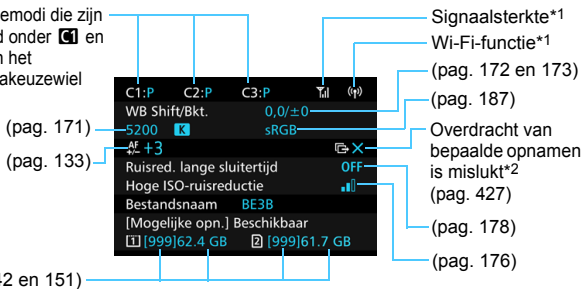 emodi die zijn
d onder C1 en
n het
akeuzewiel
(pag. 171)
(pag. 133)
42 en 151)
C1:P C2:P C3:P
WB Shift/Bkt. 0,0/±0
5200 K sRGB
AF +/- +3
Ruisred. lange sluitertijd OFF
Hoge ISO-ruisreductie
Bestandsnaam BE3B
[Mogelijke opn.] Beschikbaar
1 [999]62.4 GB 2 [999]61.7 GB
Signaalsterkte*1
Wi-Fi-functie*1
(pag. 172 en 173)
(pag. 187)
Overdracht van
bepaalde opnamen
is mislukt*2
(pag. 427)
(pag. 178)
(pag. 176)